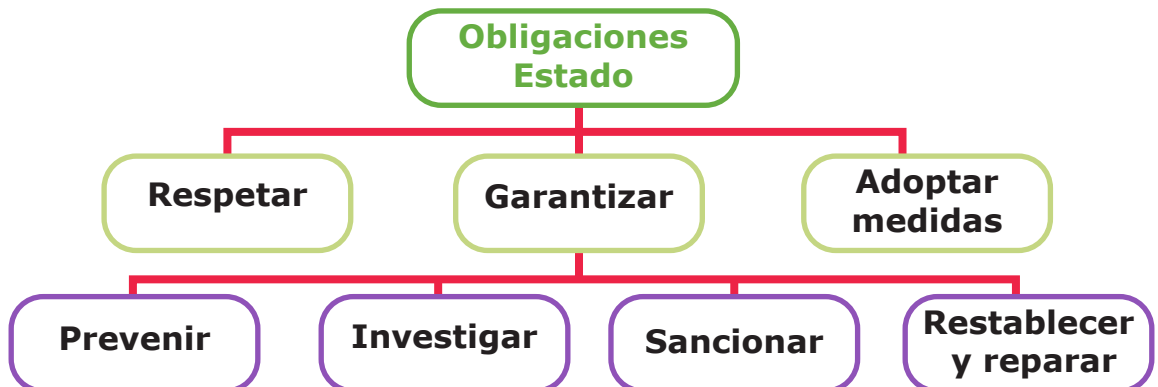 Obligaciones
Estado
Respetar
Garantizar
Adoptar
medidas
Prevenir
Investigar
Sancionar
Restablecer
y reparar